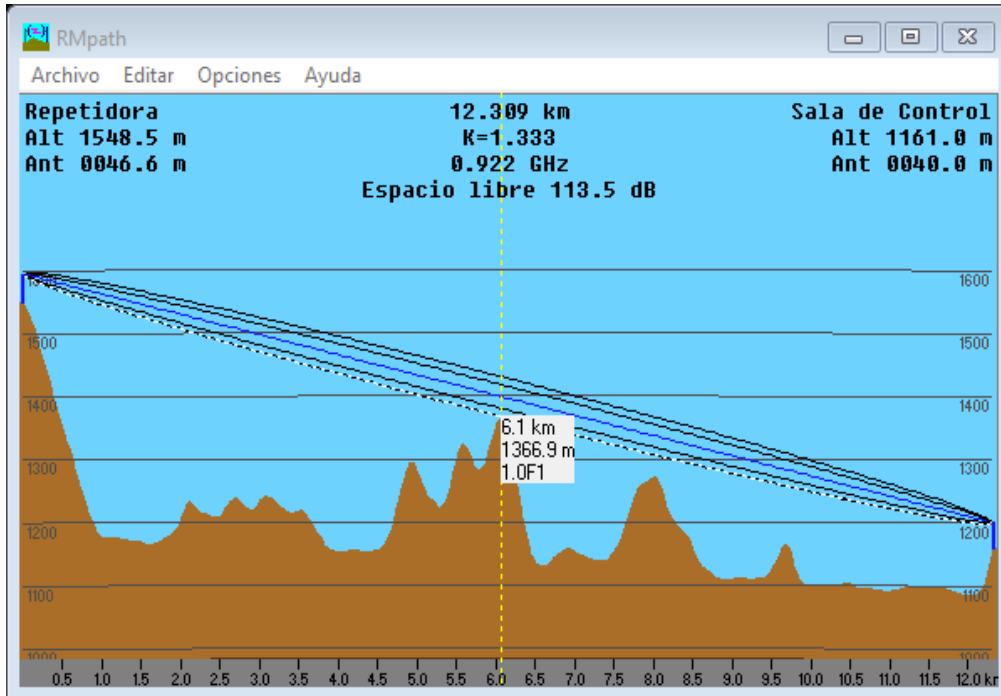 RMpath
Archivo Editar Opciones Ayuda
Repetidora 12.309 km Sala de Control
Alt 1548.5 m K=1.333 Alt 1161.0 m
Ant 0046.6 m 0.922 GHz Ant 0040.0 m
Espacio libre 113.5 dB
1600
1500 1500
1400 1400
6.1 km
1366.9 m
1.0F1
1300 1300
1200 1200
1100 1100
1000 1000
0.5 1.0 1.5 2.0 2.5 3.0 3.5 4.0 4.5 5.0 5.5 6.0 6.5 7.0 7.5 8.0 8.5 9.0 9.5 10.0 10.5 11.0 11.5 12.0